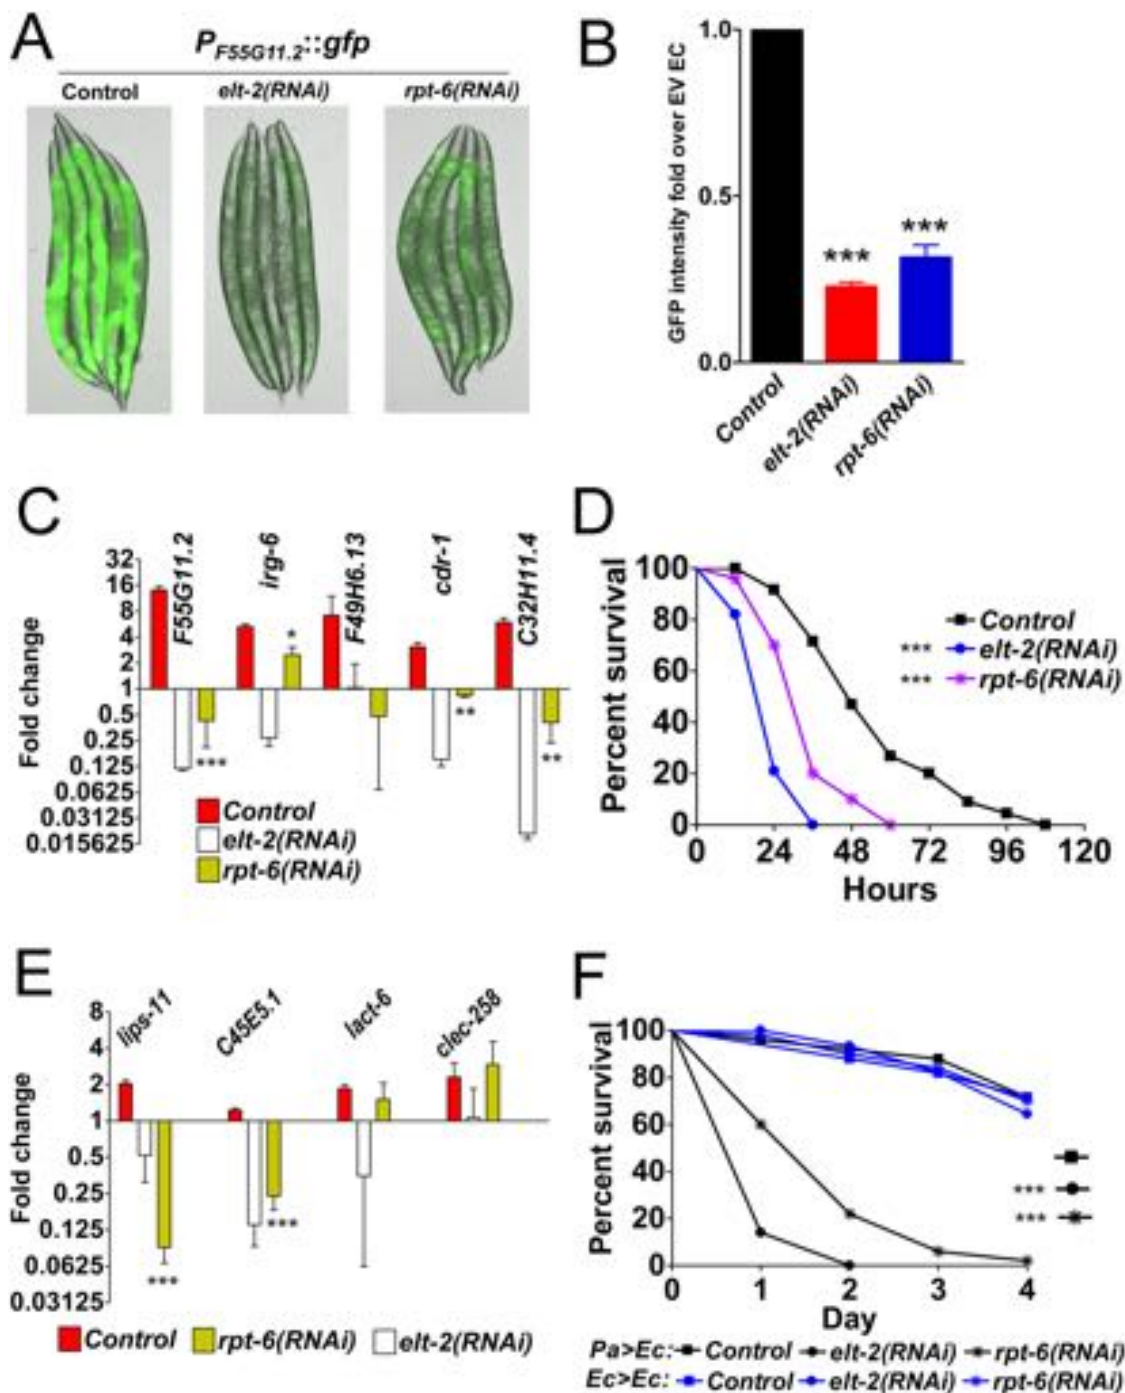 A
P_F55G11.2::gfp
Control elt-2(RNAi) rpt-6(RNAi)
B
GFP intensity fold over EV EC
1.0
0.5
0.0
*** ***
Control elt-2(RNAi) rpt-6(RNAi)
C
F55G11.2 irg-6 F49H6.13 cdr-1 C32H11.4
Fold change
32
16
8
4
2
1
0.5
0.25
0.125
0.0625
0.03125
0.015625
*** * ** **
Control
elt-2(RNAi)
rpt-6(RNAi)
D
Percent survival
100
80
60
40
20
0
0 24 48 72 96 120
Hours
Control
*** elt-2(RNAi)
*** rpt-6(RNAi)
E
lips-11 C45E5.1 lact-6 clec-258
Fold change
8
4
2
1
0.5
0.25
0.125
0.0625
0.03125
*** ***
Control rpt-6(RNAi) elt-2(RNAi)
F
Percent survival
100
80
60
40
20
0
0 1 2 3 4
Day
***
***
Pa>Ec: Control elt-2(RNAi) rpt-6(RNAi)
Ec>Ec: Control elt-2(RNAi) rpt-6(RNAi)